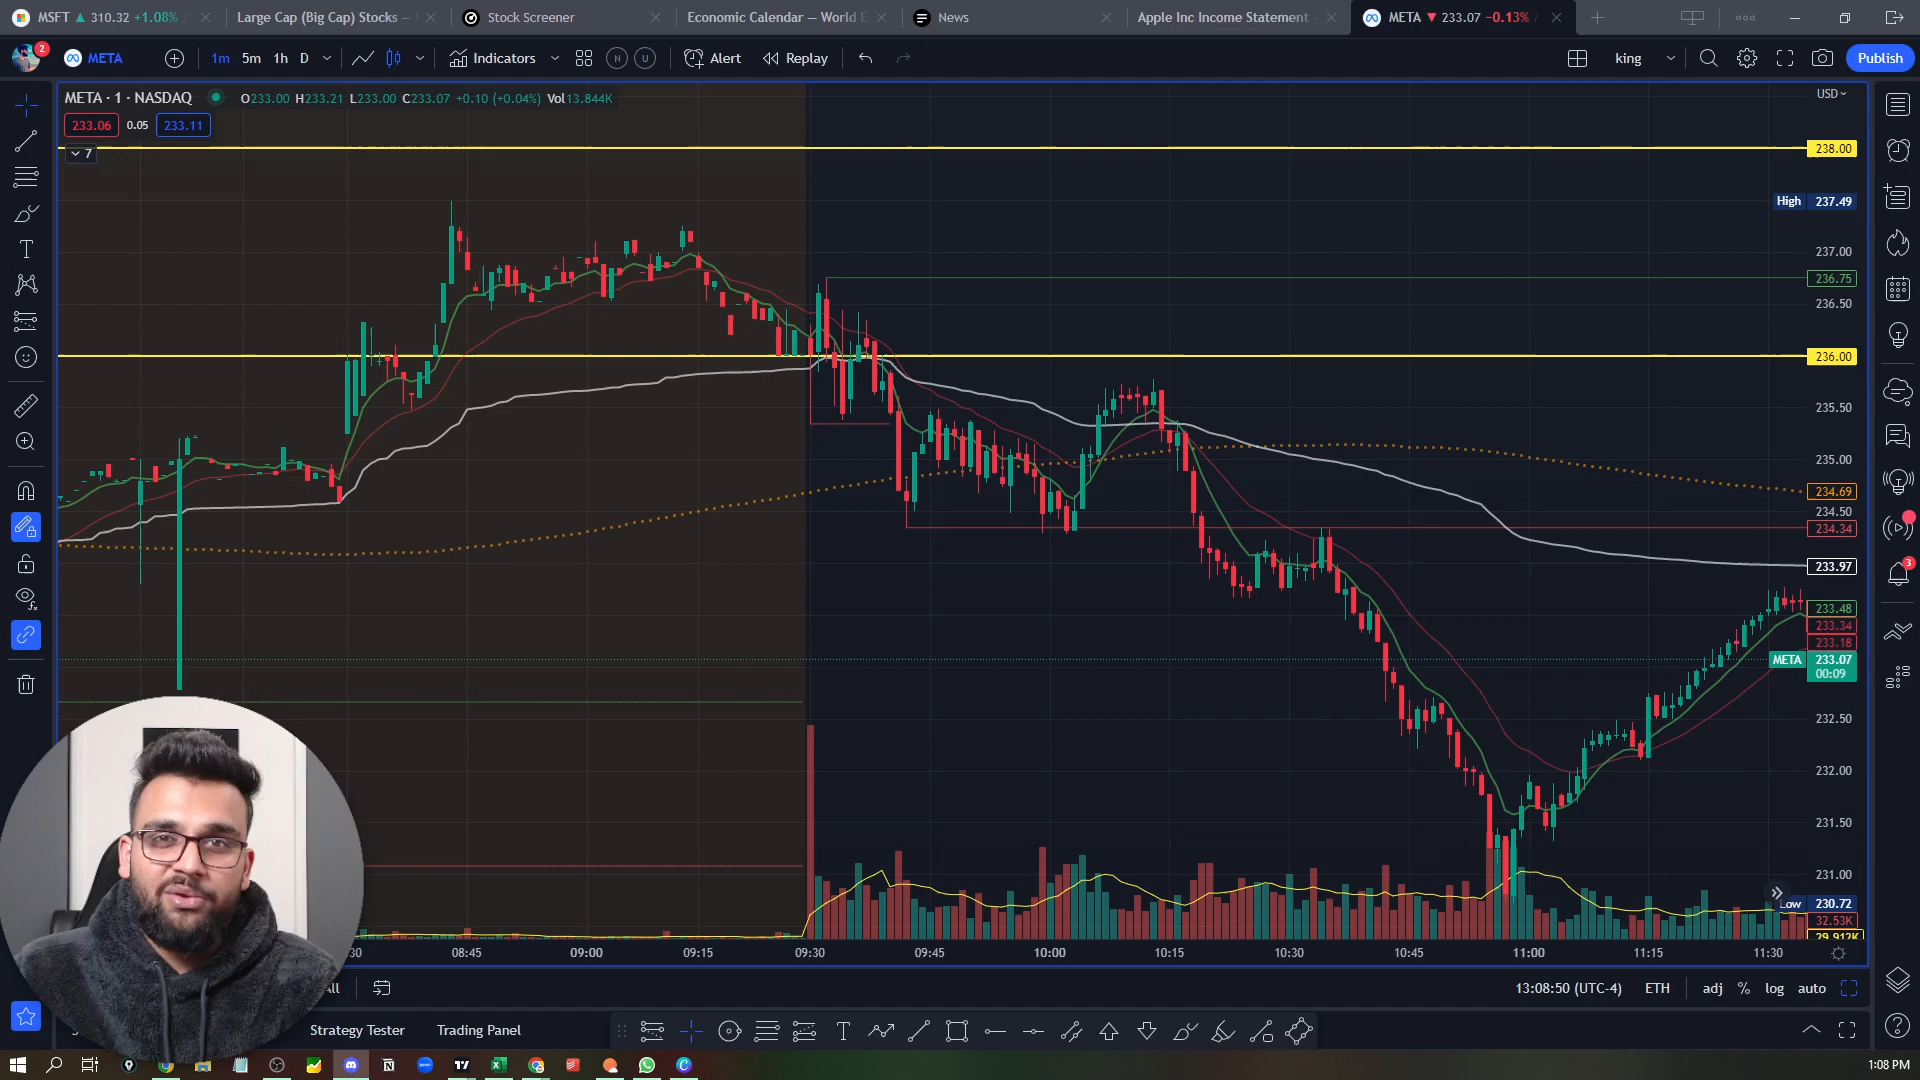 MSFT ▲ 310.32 +1.08%
Large Cap (Big Cap) Stocks —
Stock Screener
Economic Calendar — World E
News
Apple Inc Income Statement
META ▼ 233.07 −0.13%
2
META
1m 5m 1h D
Indicators
N U
Alert
Replay
king
Publish
META · 1 · NASDAQ
O233.00 H233.21 L233.00 C233.07 +0.10 (+0.04%) Vol13.844K
233.06 0.05 233.11
7
USD
238.00
High 237.49
237.00
236.75
236.50
236.00
235.50
235.00
234.69
234.50
234.34
233.97
233.48
233.34
233.18
META 233.07
00:09
232.50
232.00
231.50
231.00
Low 230.72
32.53K
29.912K
3
:30 08:45 09:00 09:15 09:30 09:45 10:00 10:15 10:30 10:45 11:00 11:15 11:30
All
13:08:50 (UTC-4) ETH adj % log auto
Strategy Tester
Trading Panel
1:08 PM